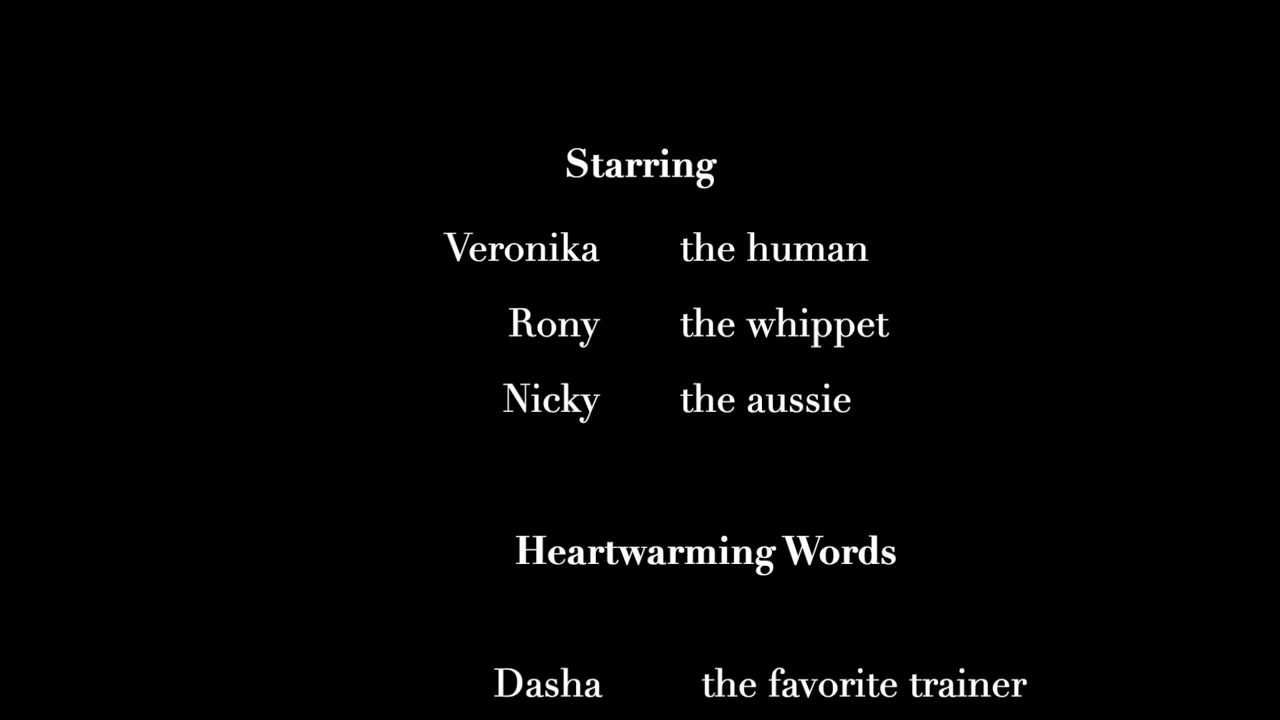 Starring
Veronika the human
Rony the whippet
Nicky the aussie
Heartwarming Words
Dasha the favorite trainer